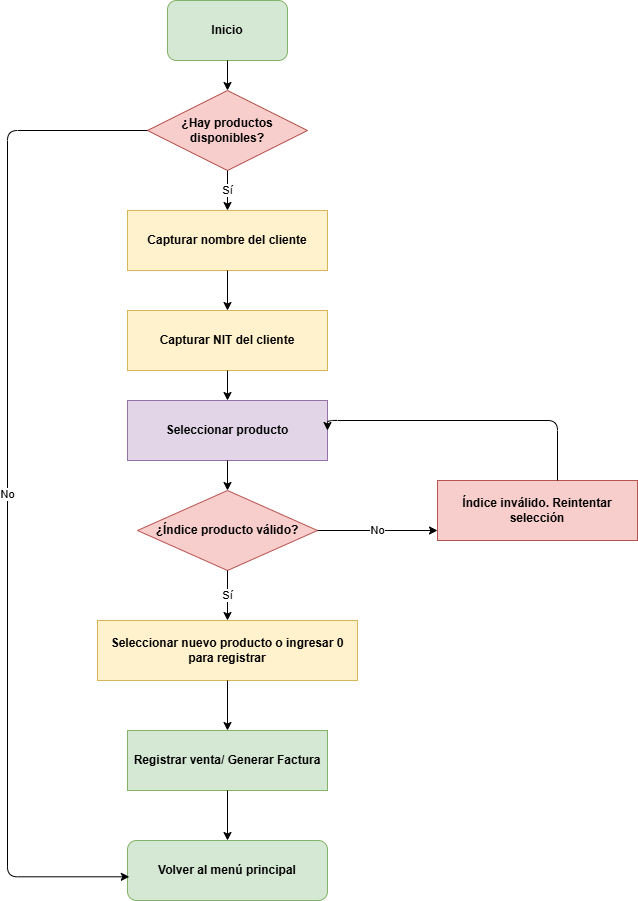 Inicio
¿Hay productos
disponibles?
Sí
Capturar nombre del cliente
Capturar NIT del cliente
Seleccionar producto
No
Índice inválido. Reintentar
selección
¿Índice producto válido?
No
Sí
Seleccionar nuevo producto o ingresar 0
para registrar
Registrar venta/ Generar Factura
Volver al menú principal